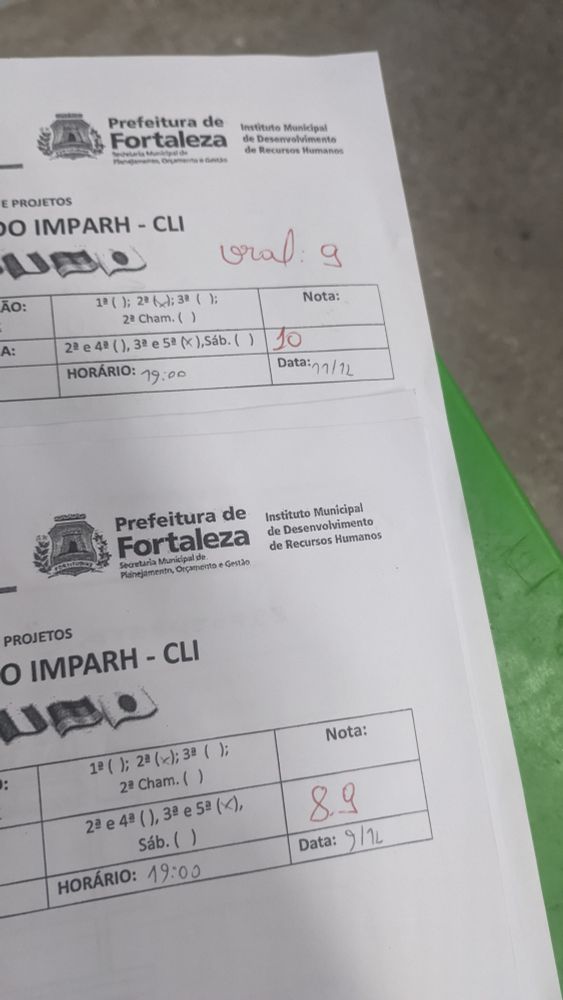 Prefeitura de
Fortaleza
Secretaria Municipal de
Planejamento, Orçamento e Gestão
Instituto Municipal
de Desenvolvimento
de Recursos Humanos
E PROJETOS
DO IMPARH - CLI
oral: 9
ÃO:
1ª ( ); 2ª (x); 3ª ( );
2ª Cham. ( )
Nota:
A:
2ª e 4ª ( ), 3ª e 5ª (x),Sáb. ( )
10
HORÁRIO: 19:00
Data: 11/12
Prefeitura de
Fortaleza
Secretaria Municipal de
Planejamento, Orçamento e Gestão
Instituto Municipal
de Desenvolvimento
de Recursos Humanos
PROJETOS
O IMPARH - CLI
1ª ( ); 2ª (x); 3ª ( );
2ª Cham. ( )
Nota:
2ª e 4ª ( ), 3ª e 5ª (x),
Sáb. ( )
8.9
HORÁRIO: 19:00
Data: 9/12